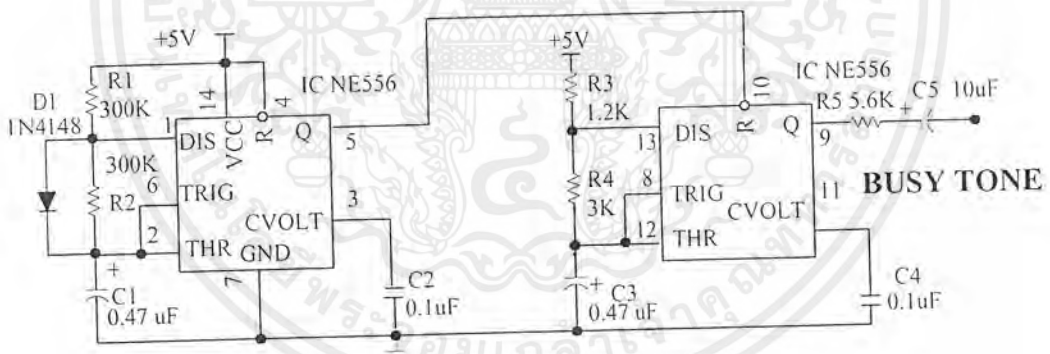 +5V
R1
300K
D1
1N4148
300K
R2
1
6
2
DIS
TRIG
THR
GND
VCC
R
Q
CVOLT
14
4
IC NE556
5
3
7
+
C1
0.47 uF
C2
0.1uF
+5V
R3
1.2K
R4
3K
13
8
12
DIS
TRIG
THR
R
Q
CVOLT
10
IC NE556
R5 5.6K
+
C5 10uF
9
11
BUSY TONE
+
C3
0.47 uF
C4
0.1uF